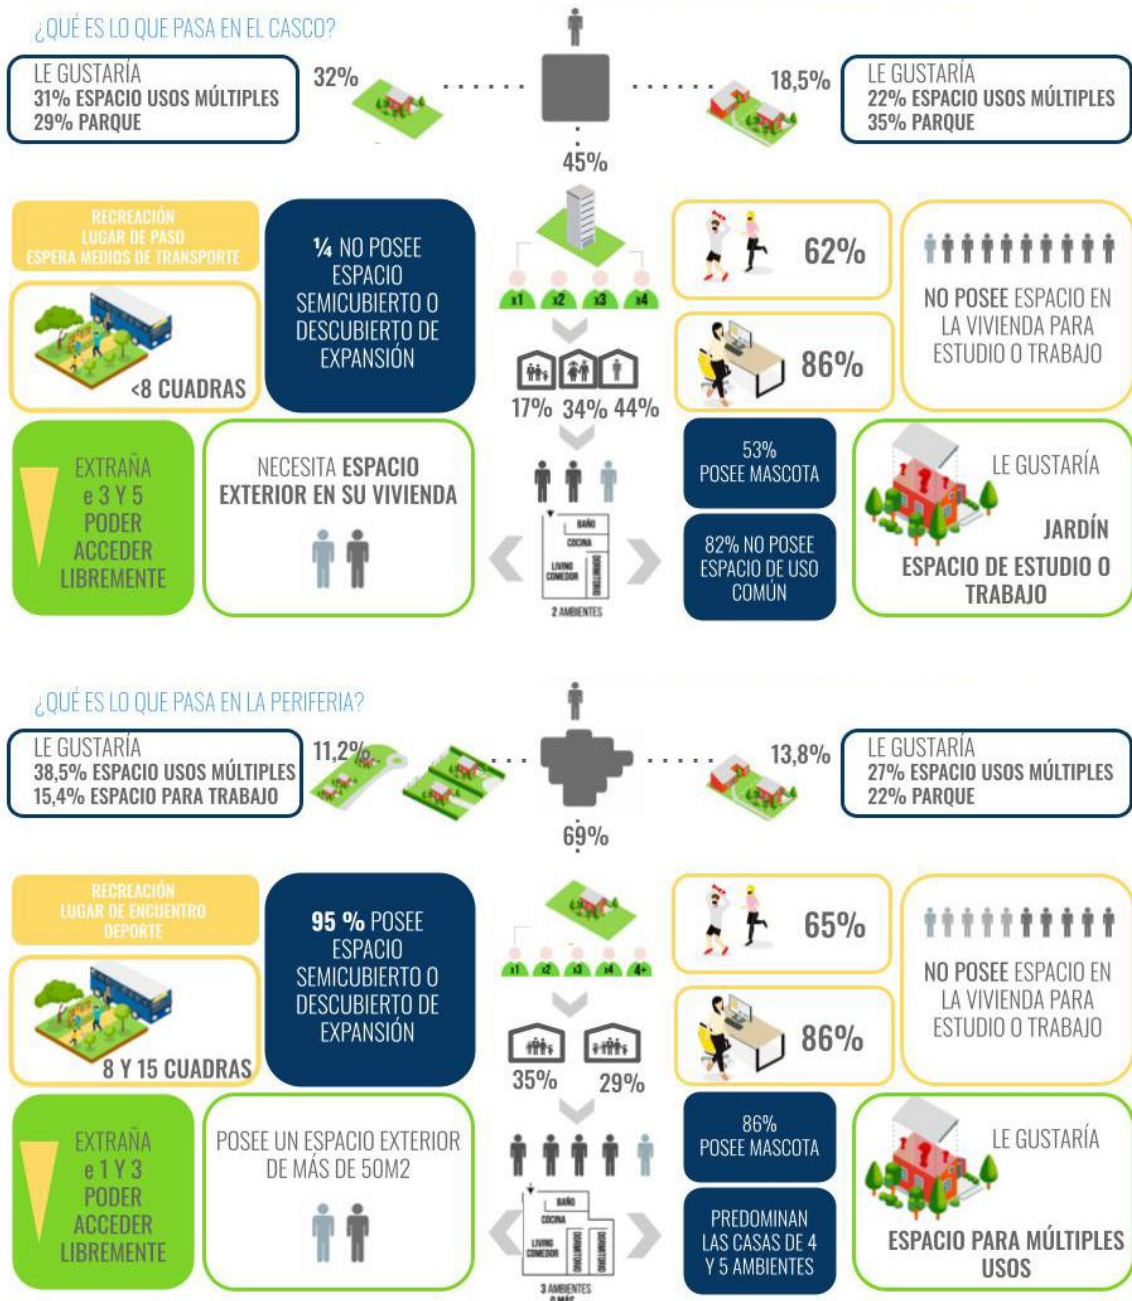 ¿QUÉ ES LO QUE PASA EN EL CASCO?
LE GUSTARÍA
31% ESPACIO USOS MÚLTIPLES
29% PARQUE
32%
18,5%
LE GUSTARÍA
22% ESPACIO USOS MÚLTIPLES
35% PARQUE
45%
RECREACIÓN
LUGAR DE PASO
ESPERA MEDIOS DE TRANSPORTE
<8 CUADRAS
¼ NO POSEE
ESPACIO
SEMICUBIERTO O
DESCUBIERTO DE
EXPANSIÓN
x1 x2 x3 x4
17% 34% 44%
62%
86%
NO POSEE ESPACIO EN
LA VIVIENDA PARA
ESTUDIO O TRABAJO
EXTRAÑA
e 3 Y 5
PODER
ACCEDER
LIBREMENTE
NECESITA ESPACIO
EXTERIOR EN SU VIVIENDA
BAÑO
COCINA
LIVING
COMEDOR
DORMITORIO
2 AMBIENTES
53%
POSEE MASCOTA
82% NO POSEE
ESPACIO DE USO
COMÚN
LE GUSTARÍA
JARDÍN
ESPACIO DE ESTUDIO O
TRABAJO
¿QUÉ ES LO QUE PASA EN LA PERIFERIA?
LE GUSTARÍA
38,5% ESPACIO USOS MÚLTIPLES
15,4% ESPACIO PARA TRABAJO
11,2%
13,8%
LE GUSTARÍA
27% ESPACIO USOS MÚLTIPLES
22% PARQUE
69%
RECREACIÓN
LUGAR DE ENCUENTRO
DEPORTE
8 Y 15 CUADRAS
95 % POSEE
ESPACIO
SEMICUBIERTO O
DESCUBIERTO DE
EXPANSIÓN
x1 x2 x3 x4 4+
35% 29%
65%
86%
NO POSEE ESPACIO EN
LA VIVIENDA PARA
ESTUDIO O TRABAJO
EXTRAÑA
e 1 Y 3
PODER
ACCEDER
LIBREMENTE
POSEE UN ESPACIO EXTERIOR
DE MÁS DE 50M2
BAÑO
COCINA
LIVING
COMEDOR
DORMITORIO
DORMITORIO
3 AMBIENTES
O MÁS
86%
POSEE MASCOTA
PREDOMINAN
LAS CASAS DE 4
Y 5 AMBIENTES
LE GUSTARÍA
ESPACIO PARA MÚLTIPLES
USOS